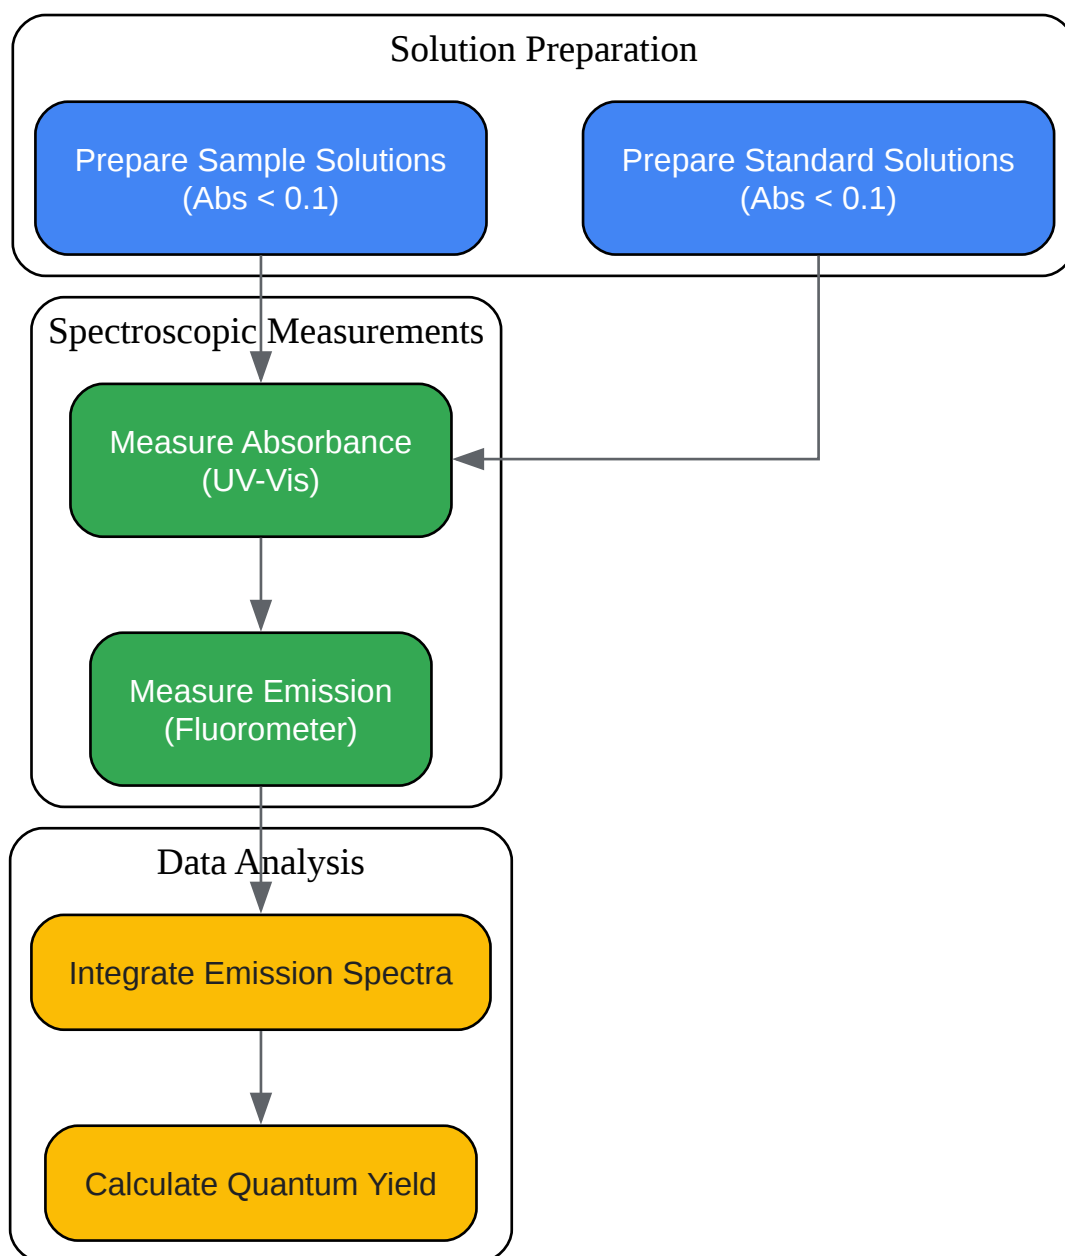 Solution Preparation
Prepare Sample Solutions
(Abs < 0.1)
Prepare Standard Solutions
(Abs < 0.1)
Spectroscopic Measurements
Measure Absorbance
(UV-Vis)
Measure Emission
(Fluorometer)
Data Analysis
Integrate Emission Spectra
Calculate Quantum Yield